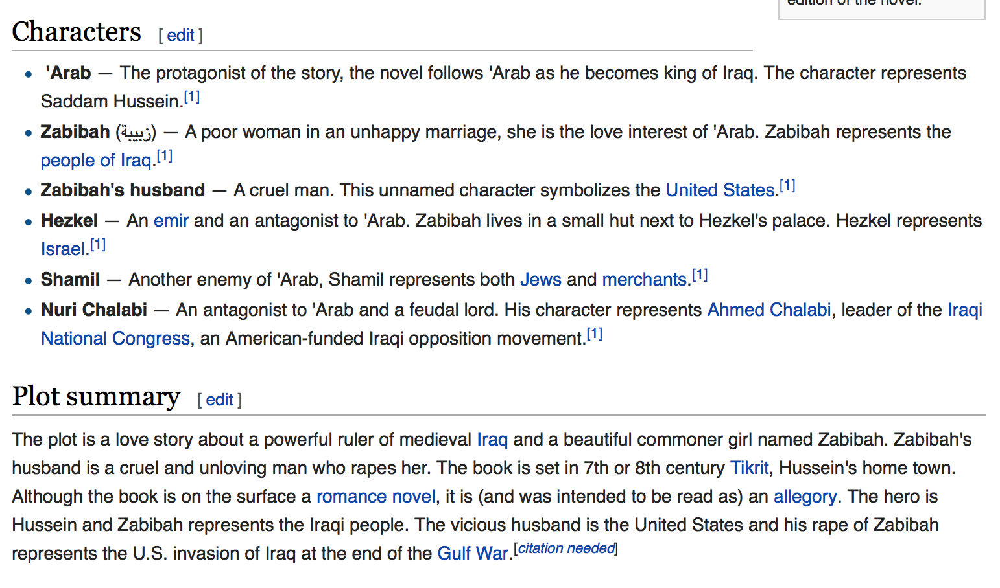 edition of the novel.
Characters [ edit ]
• 'Arab — The protagonist of the story, the novel follows 'Arab as he becomes king of Iraq. The character represents
Saddam Hussein.[1]
• Zabibah (زبيبة) — A poor woman in an unhappy marriage, she is the love interest of 'Arab. Zabibah represents the
people of Iraq.[1]
• Zabibah's husband — A cruel man. This unnamed character symbolizes the United States.[1]
• Hezkel — An emir and an antagonist to 'Arab. Zabibah lives in a small hut next to Hezkel's palace. Hezkel represents
Israel.[1]
• Shamil — Another enemy of 'Arab, Shamil represents both Jews and merchants.[1]
• Nuri Chalabi — An antagonist to 'Arab and a feudal lord. His character represents Ahmed Chalabi, leader of the Iraqi
National Congress, an American-funded Iraqi opposition movement.[1]
Plot summary [ edit ]
The plot is a love story about a powerful ruler of medieval Iraq and a beautiful commoner girl named Zabibah. Zabibah's
husband is a cruel and unloving man who rapes her. The book is set in 7th or 8th century Tikrit, Hussein's home town.
Although the book is on the surface a romance novel, it is (and was intended to be read as) an allegory. The hero is
Hussein and Zabibah represents the Iraqi people. The vicious husband is the United States and his rape of Zabibah
represents the U.S. invasion of Iraq at the end of the Gulf War.[citation needed]